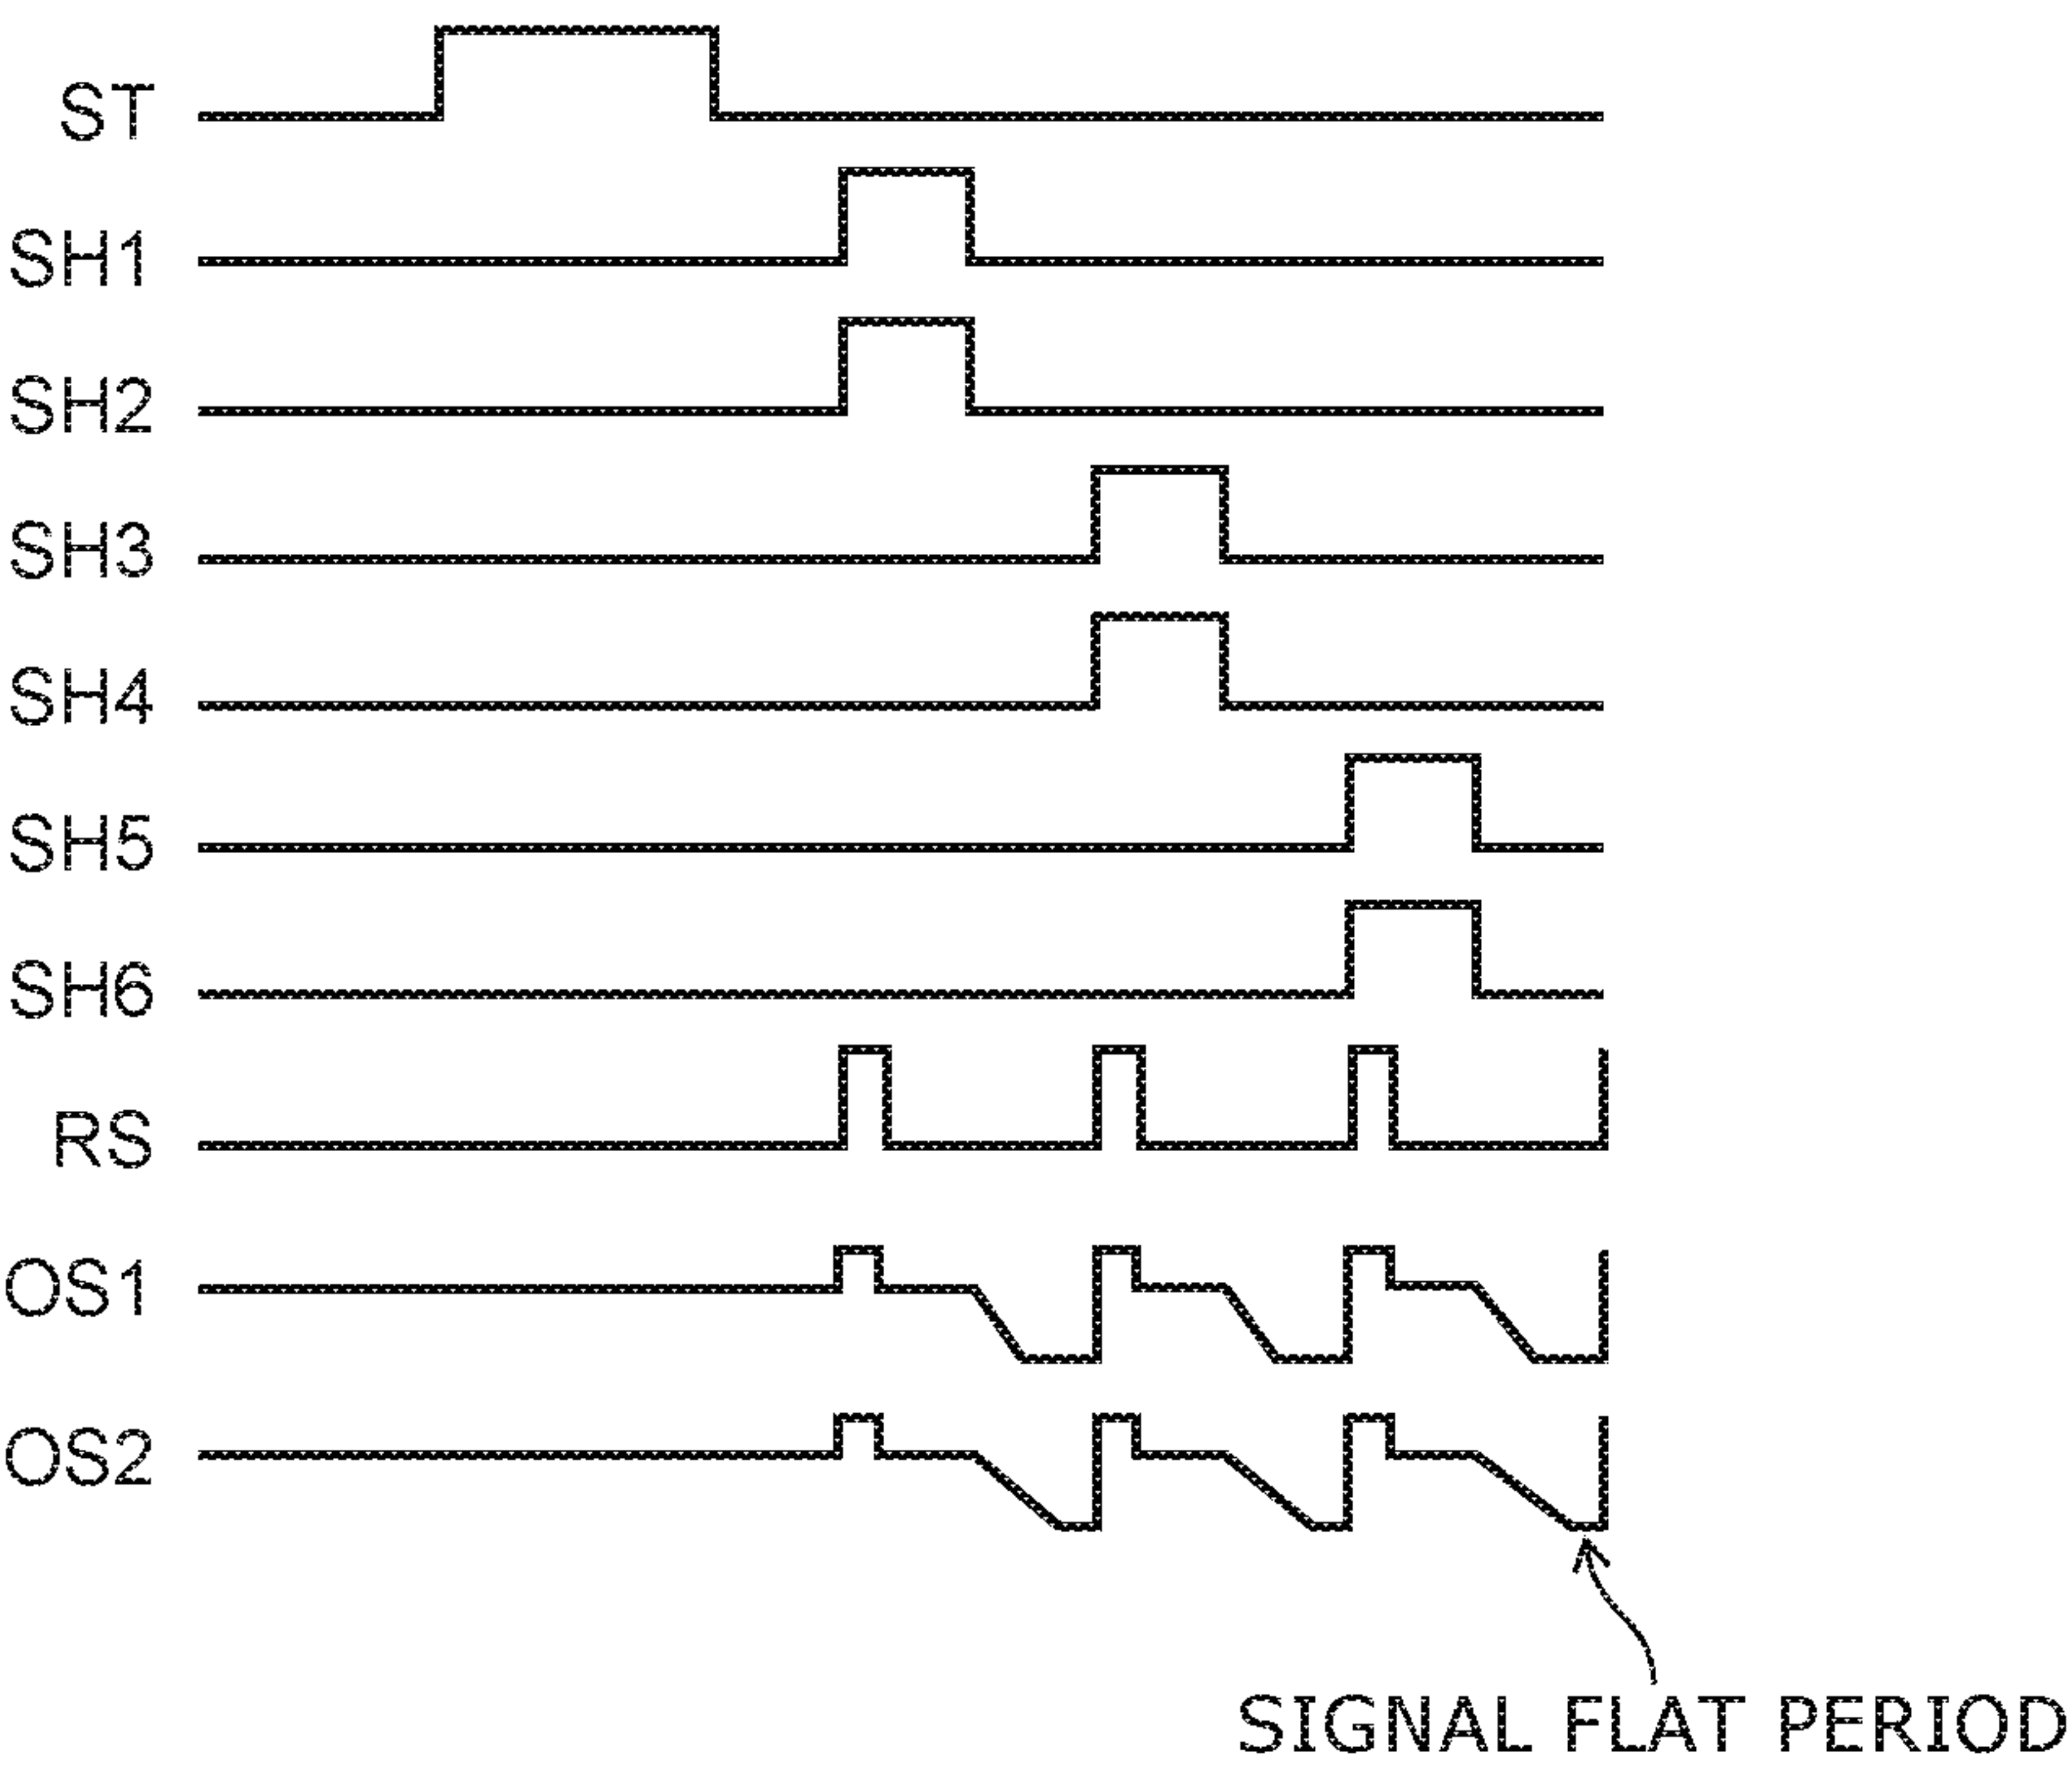 ST
SH1
SH2
SH3
SH4
SH5
SH6
RS
OS1
OS2
SIGNAL FLAT PERIOD